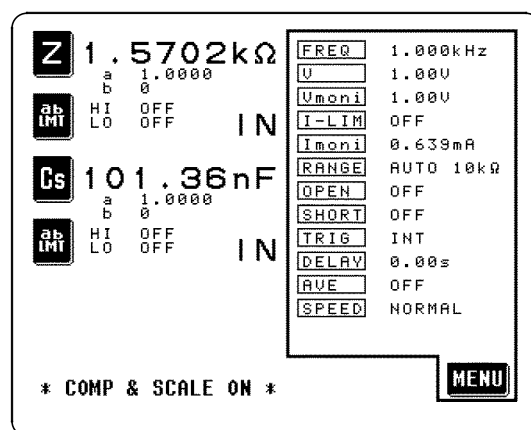 Z 1.5702kΩ
a 1.0000
b 0
ab LMT HI OFF
LO OFF
IN
Cs 101.36nF
a 1.0000
b 0
ab LMT HI OFF
LO OFF
IN
* COMP & SCALE ON *
FREQ 1.000kHz
V 1.00V
Vmoni 1.00V
I-LIM OFF
Imoni 0.639mA
RANGE AUTO 10kΩ
OPEN OFF
SHORT OFF
TRIG INT
DELAY 0.00s
AVE OFF
SPEED NORMAL
MENU